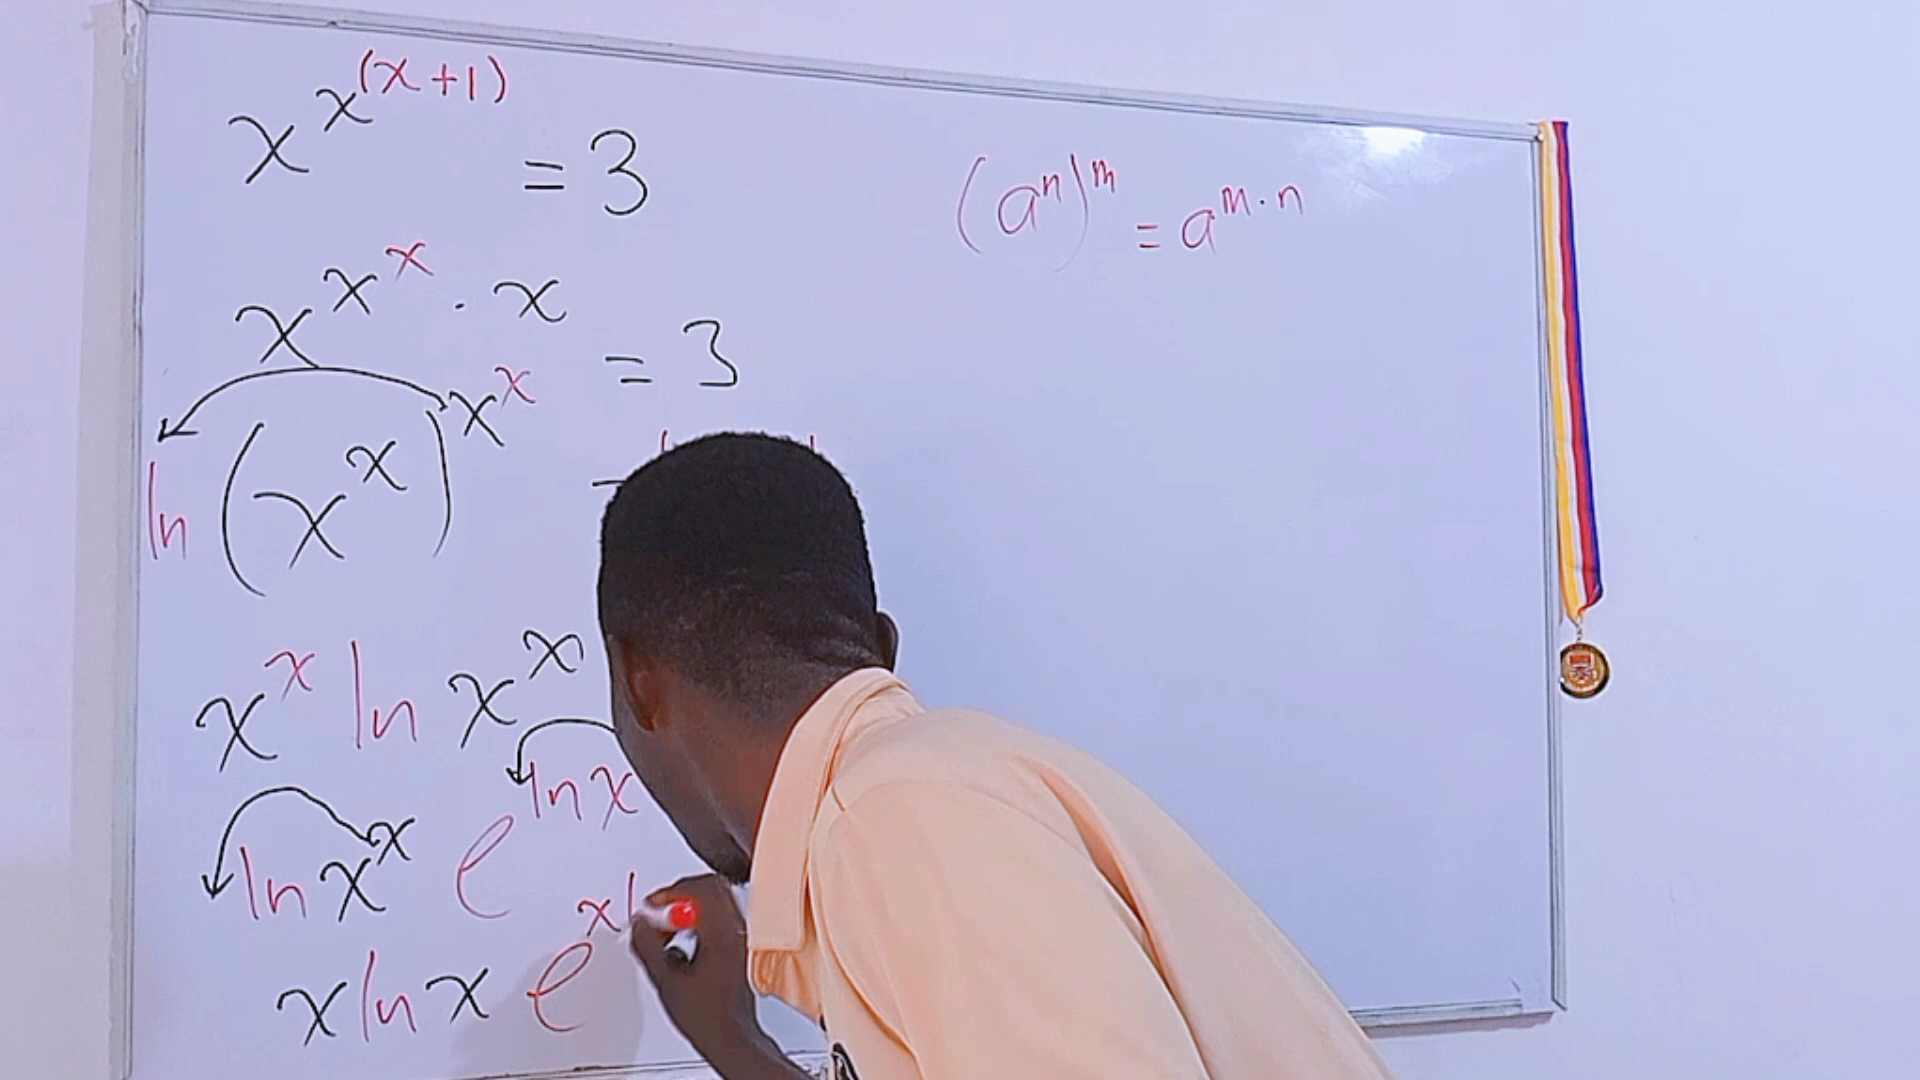 x^{x^{(x+1)}} = 3
(a^n)^m = a^{m·n}
x^{x^x · x} = 3
ln (x^x)^{x^x} =
x^x ln x^x
ln x^x e^{ln x
x ln x e^{x